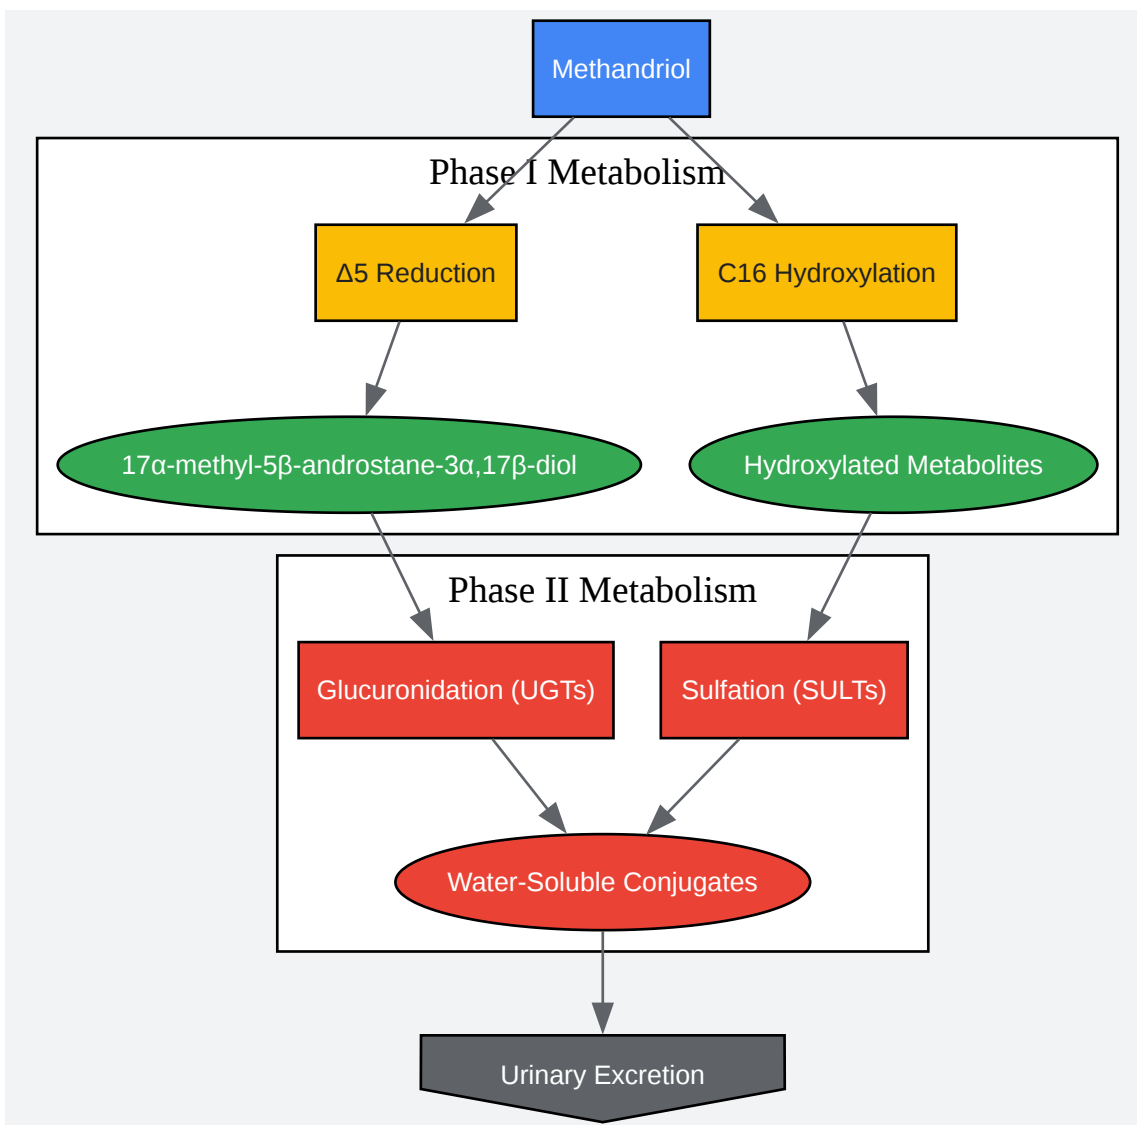 Methandriol
Phase I Metabolism
Δ5 Reduction
C16 Hydroxylation
17α-methyl-5β-androstane-3α,17β-diol
Hydroxylated Metabolites
Phase II Metabolism
Glucuronidation (UGTs)
Sulfation (SULTs)
Water-Soluble Conjugates
Urinary Excretion